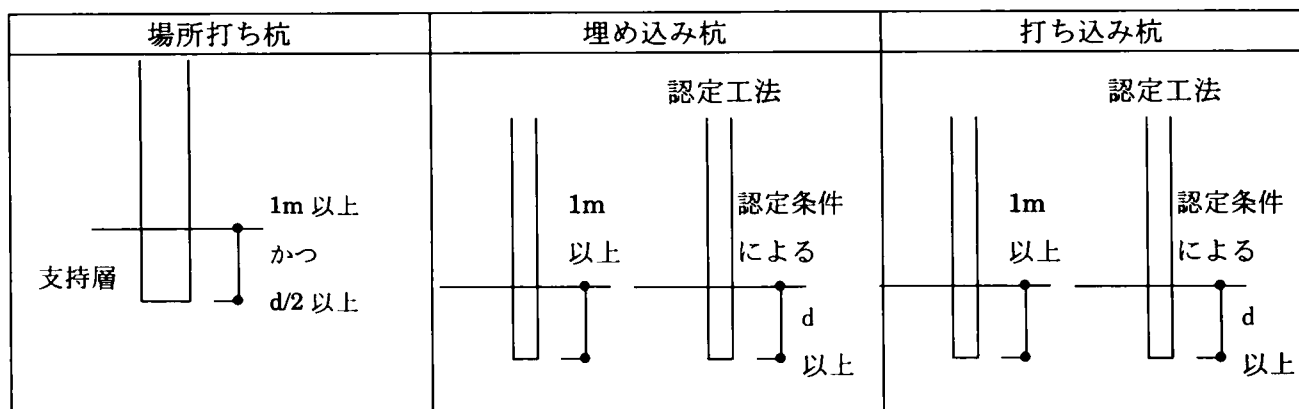 場所打ち杭
埋め込み杭
打ち込み杭
支持層
1m 以上
かつ
d/2 以上
1m
以上
認定工法
認定条件
による
d
以上
1m
以上
認定工法
認定条件
による
d
以上